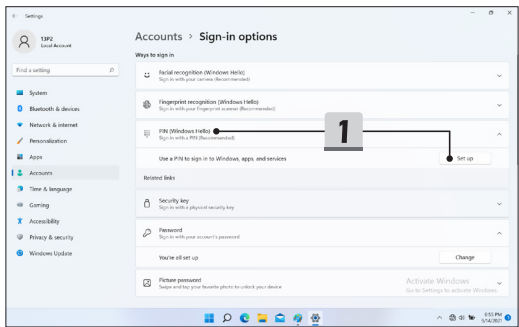 Settings
13P2
Local Account
Find a setting
System
Bluetooth & devices
Network & internet
Personalization
Apps
Accounts
Time & language
Gaming
Accessibility
Privacy & security
Windows Update
Accounts > Sign-in options
Ways to sign in
Facial recognition (Windows Hello)
Sign in with your camera (Recommended)
Fingerprint recognition (Windows Hello)
Sign in with your fingerprint scanner (Recommended)
PIN (Windows Hello)
Sign in with a PIN (Recommended)
1
Use a PIN to sign in to Windows, apps, and services
Set up
Related links
Security key
Sign in with a physical security key
Password
Sign in with your account's password
You're all set up
Change
Picture password
Swipe and tap your favorite photo to unlock your device
Activate Windows
Go to Settings to activate Windows.
6:55 PM
5/14/2021